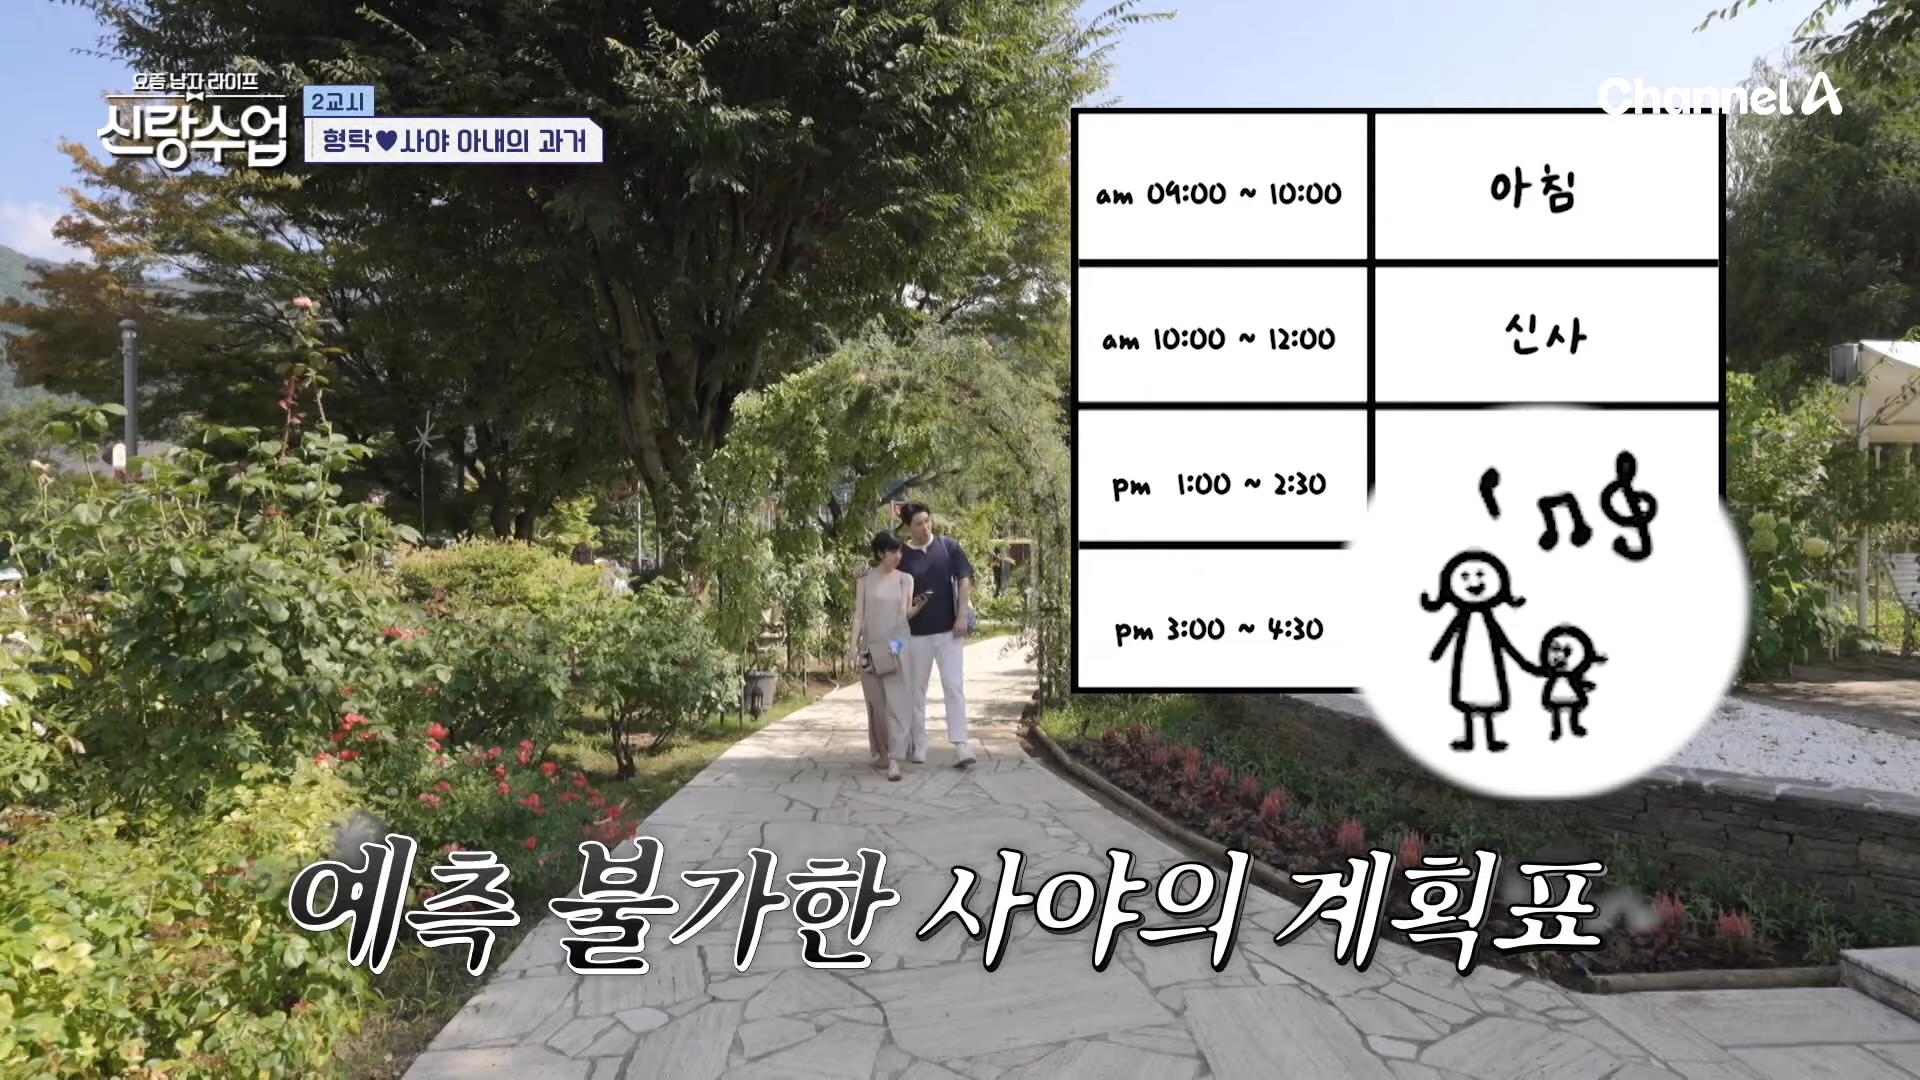 요즘 남자 라이프
신랑수업
2교시
형탁♥사야 아내의 과거
Channel A
am 09:00 ~ 10:00 아침
am 10:00 ~ 12:00 신사
pm 1:00 ~ 2:30
pm 3:00 ~ 4:30
예측 불가한 사야의 계획표